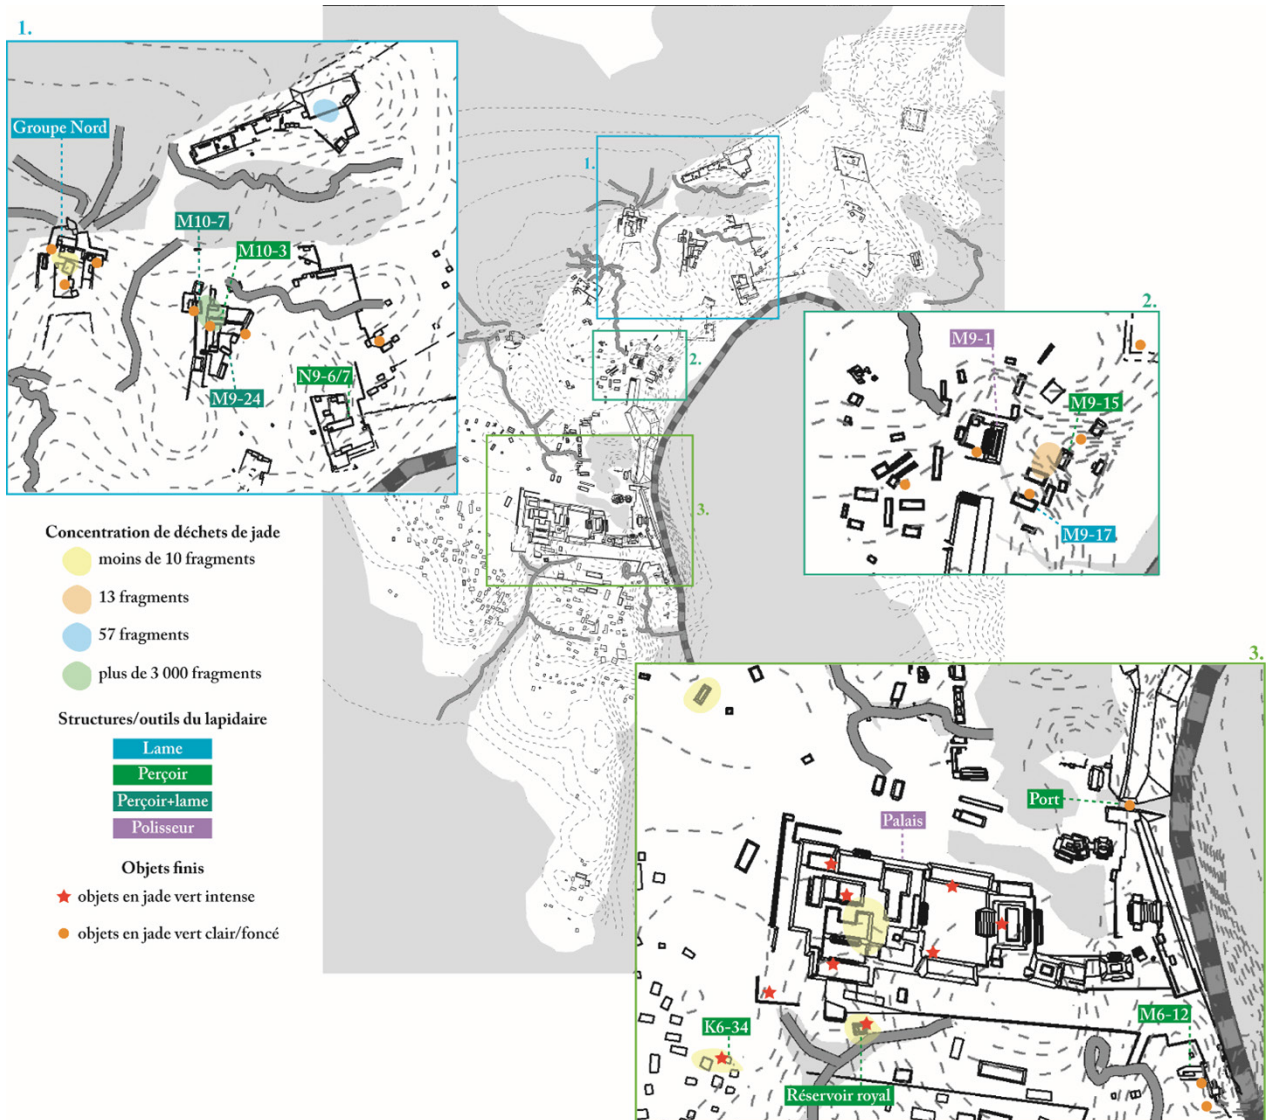 1.
Groupe Nord
M10-7
M10-3
M9-24
N9-6/7
1.
2.
3.
2.
M9-1
M9-15
M9-17
Concentration de déchets de jade
moins de 10 fragments
13 fragments
57 fragments
plus de 3 000 fragments
Structures/outils du lapidaire
Lame
Perçoir
Perçoir+lame
Polisseur
Objets finis
objets en jade vert intense
objets en jade vert clair/foncé
3.
Port
Palais
K6-34
M6-12
Réservoir royal